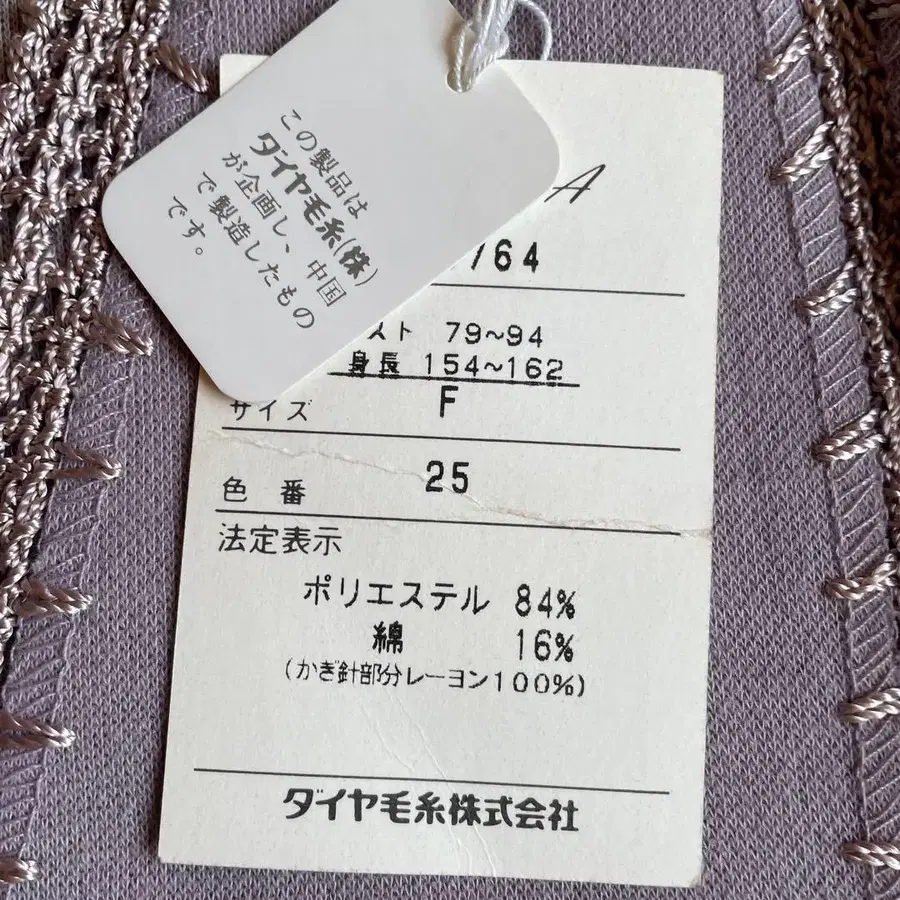 この製品は
ダイヤ毛糸(株)
が企画し、中国
で製造したもの
です。
A
764
スト 79~94
身長 154~162
サイズ F
色番 25
法定表示
ポリエステル 84%
綿 16%
(かぎ針部分レーヨン100%)
ダイヤ毛糸株式会社